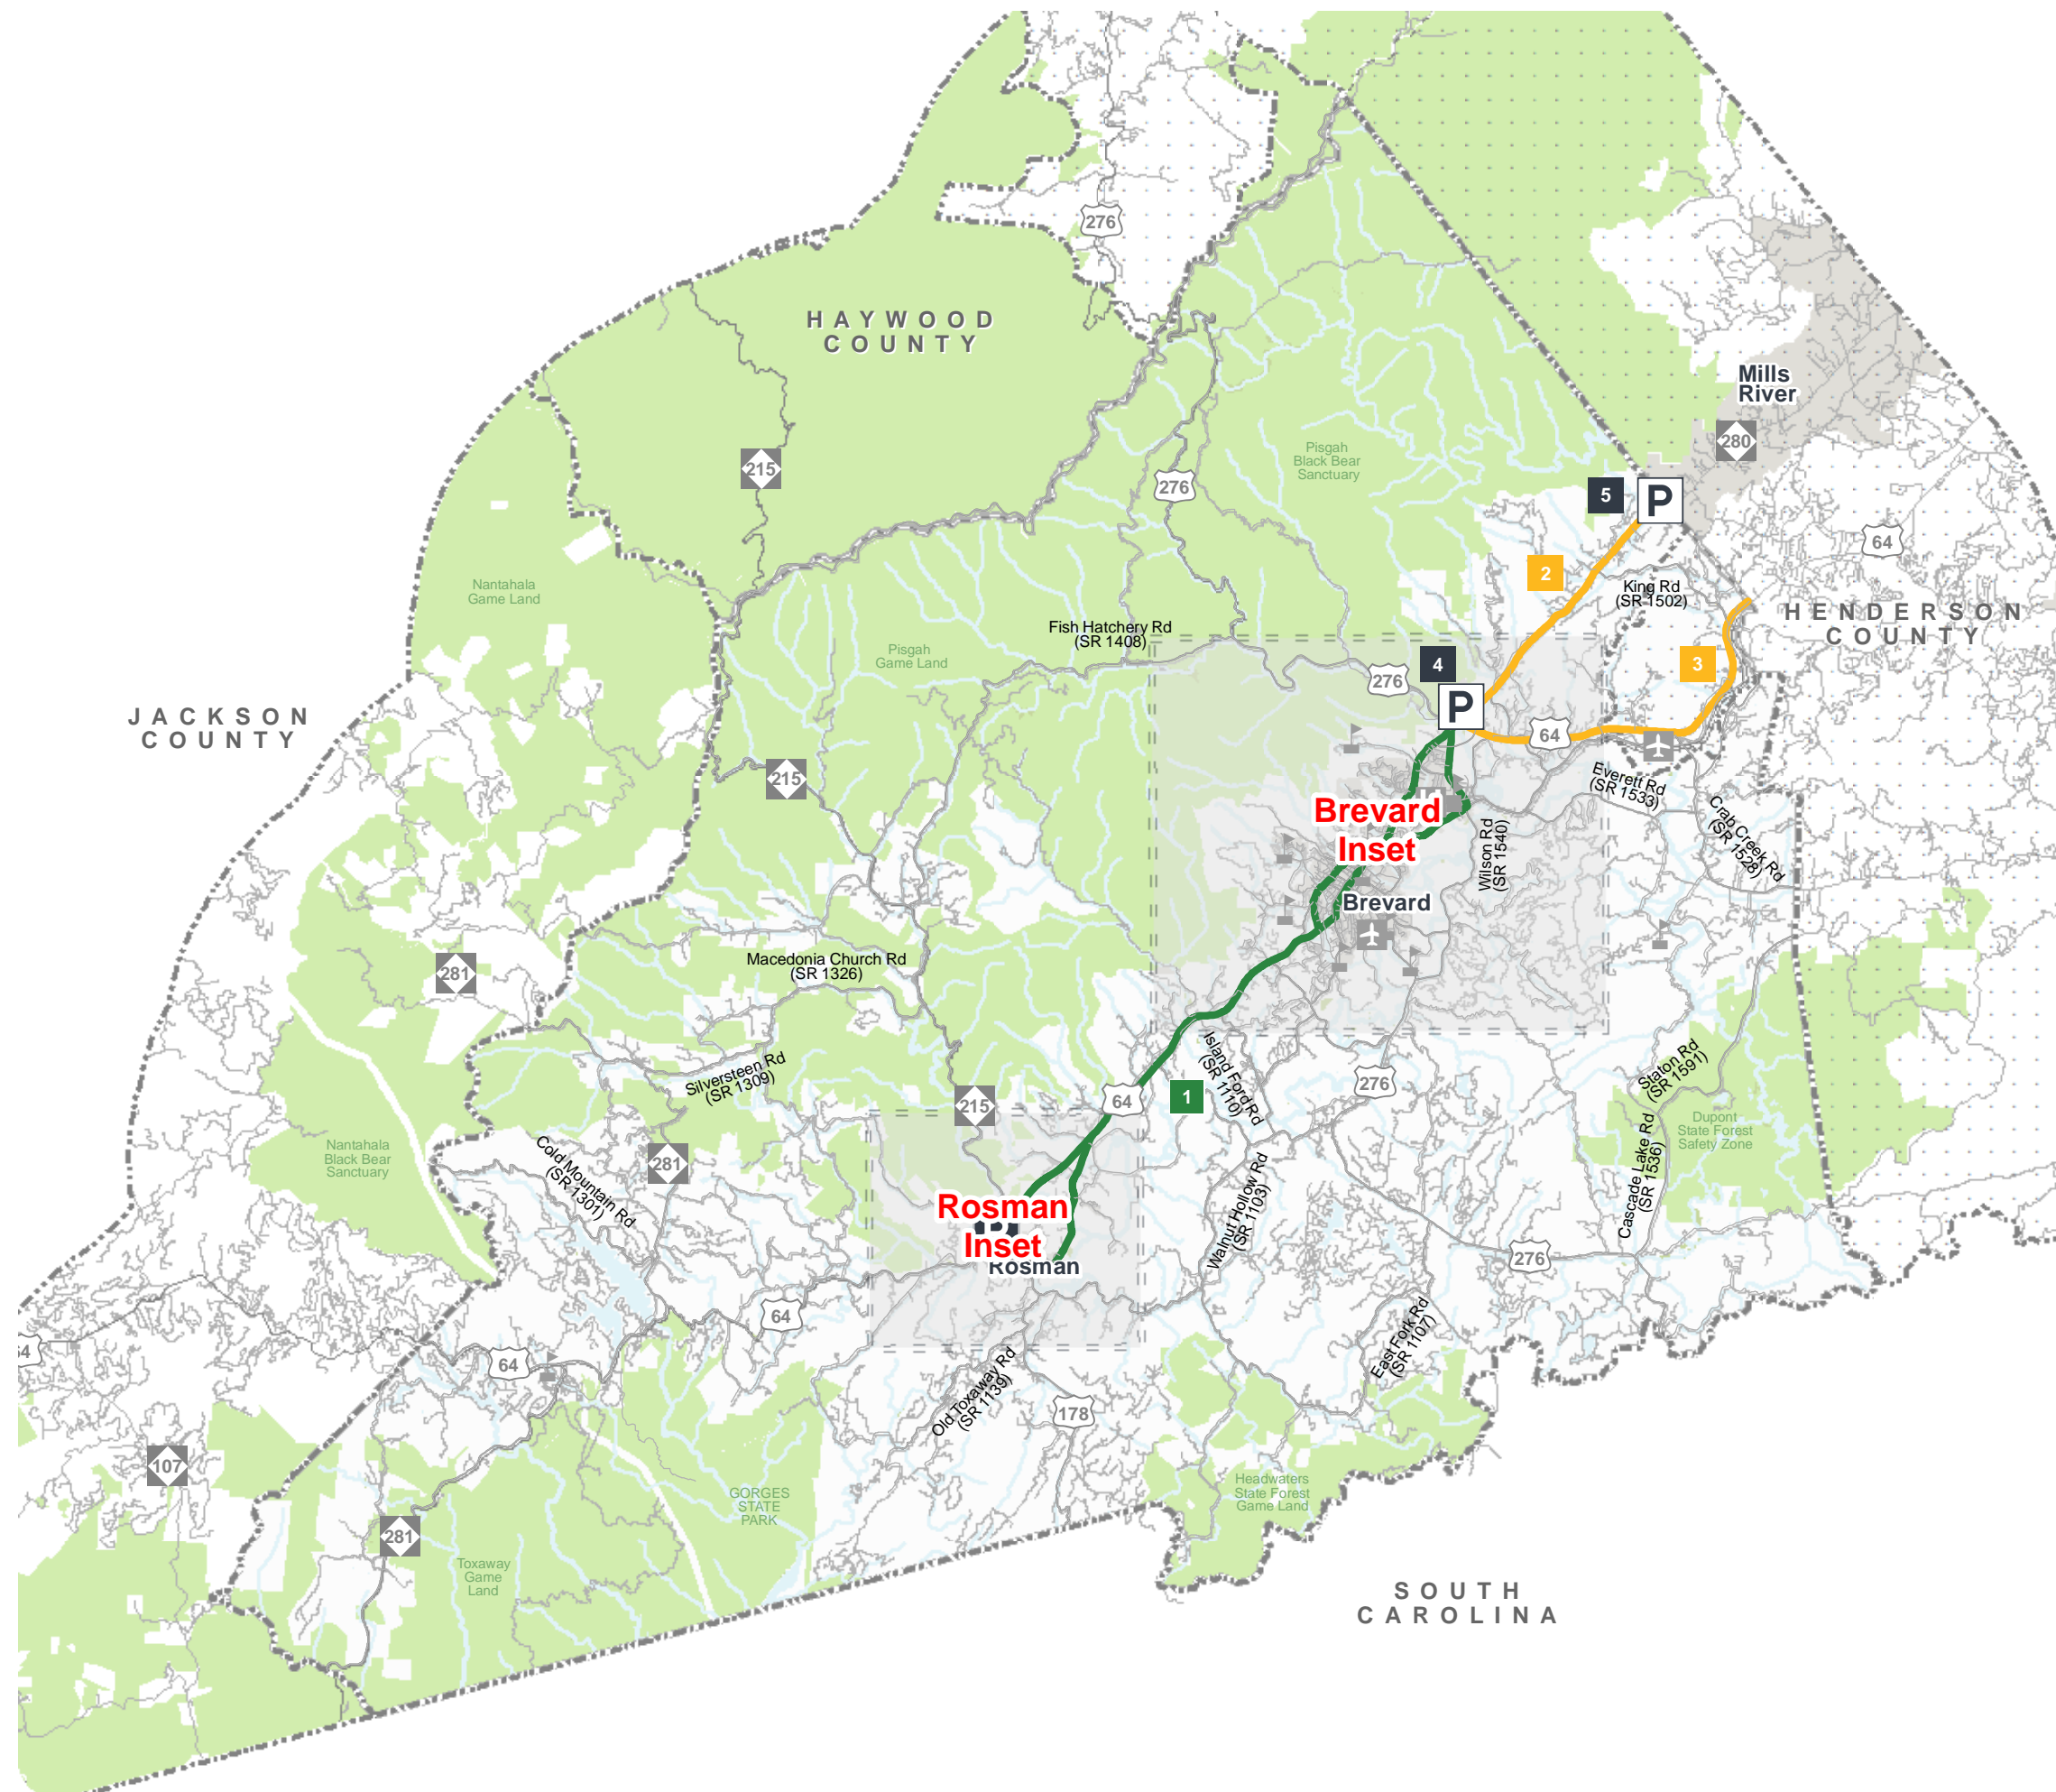 276
HAYWOOD
COUNTY
Mills
River
280
215
Pisgah
Black Bear
Sanctuary
276
5
P
64
2
Nantahala
Game Land
King Rd
(SR 1502)
HENDERSON
COUNTY
Fish Hatchery Rd
(SR 1408)
Pisgah
Game Land
4
3
276
JACKSON
COUNTY
P
64
215
Everett Rd
(SR 1533)
Brevard
Inset
Crab Creek Rd
(SR 1528)
Wilson Rd
(SR 1540)
Brevard
Macedonia Church Rd
(SR 1326)
281
Silversteen Rd
(SR 1309)
Island Ford Rd
(SR 1110)
Staton Rd
(SR 1591)
276
64
1
215
Dupont
State Forest
Safety Zone
Nantahala
Black Bear
Sanctuary
Cold Mountain Rd
(SR 1301)
281
Cascade Lake Rd
(SR 1536)
Walnut Hollow Rd
(SR 1103)
Rosman
Inset
Rosman
276
64
64
64
East Fork Rd
(SR 1107)
Old Toxaway Rd
(SR 1139)
178
107
GORGES
STATE
PARK
Headwaters
State Forest
Game Land
281
Toxaway
Game
Land
SOUTH
CAROLINA